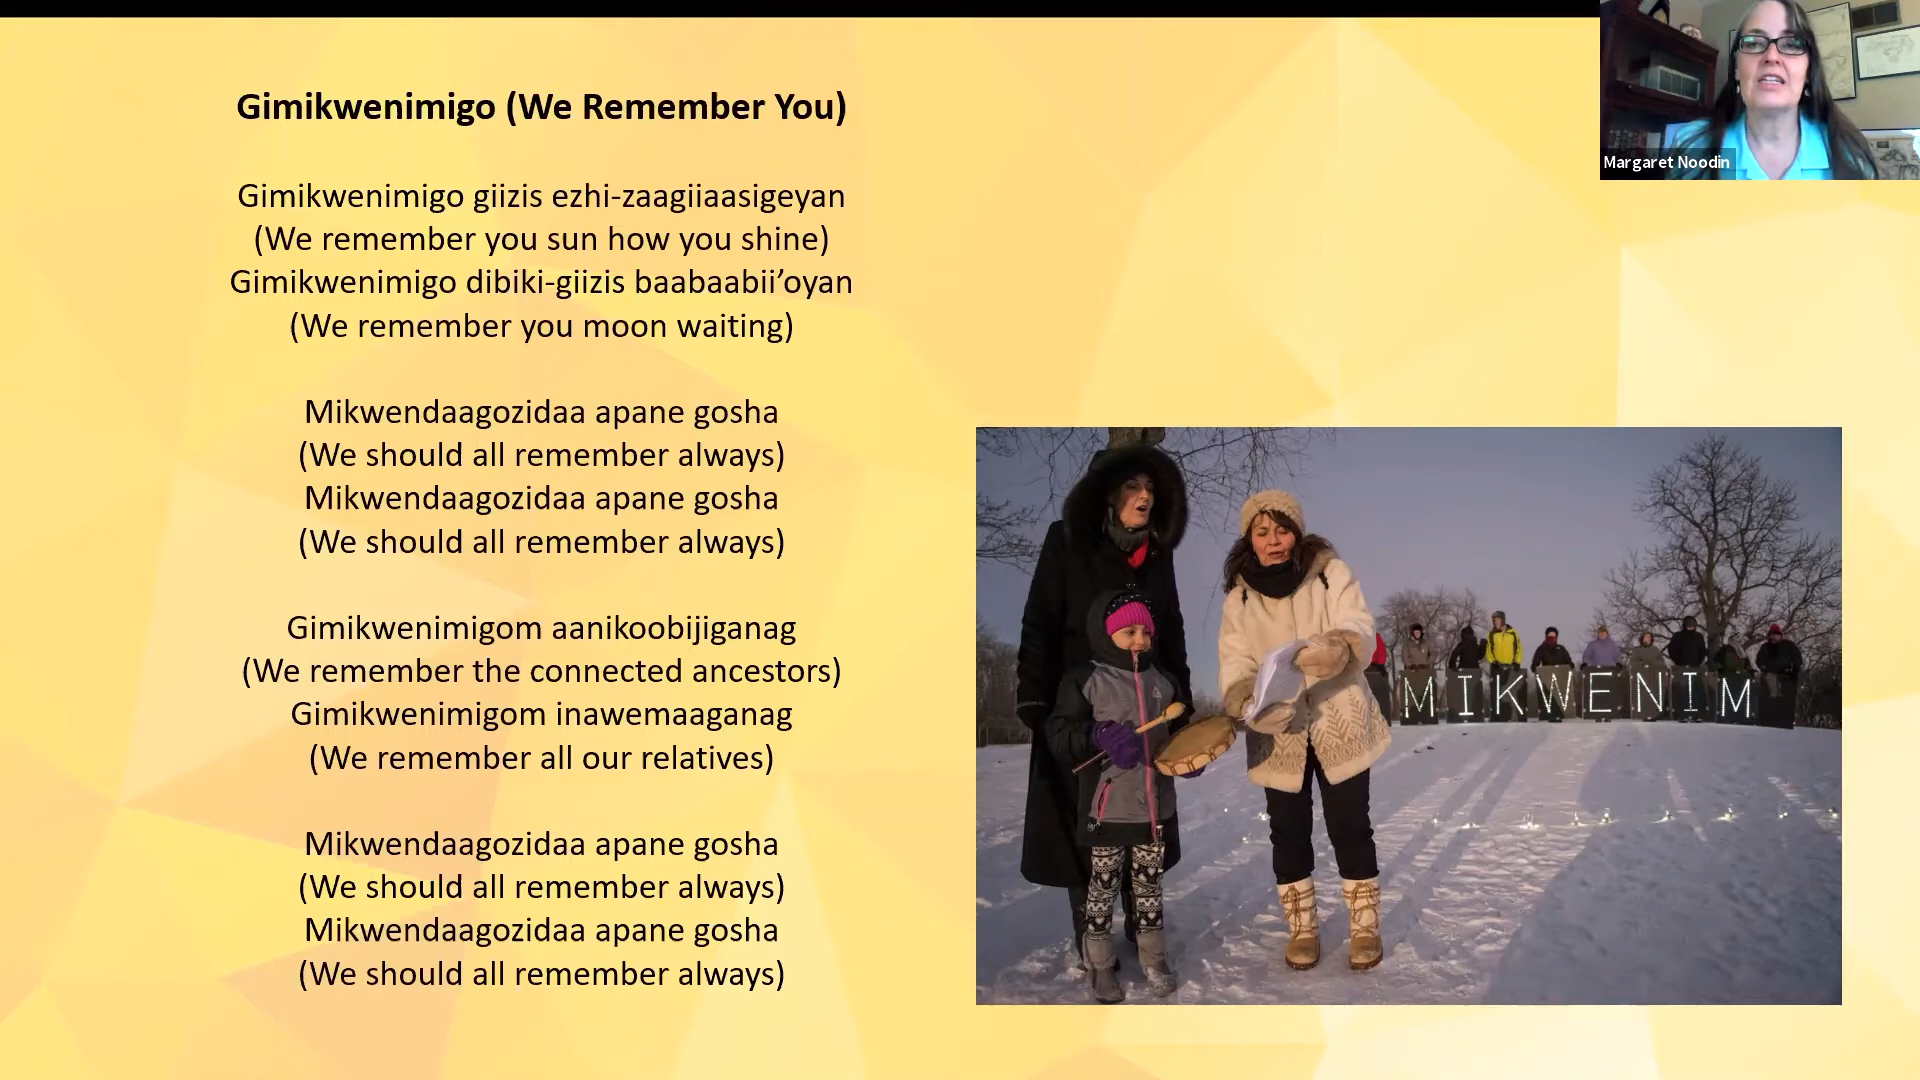 Gimikwenimigo (We Remember You)
Gimikwenimigo giizis ezhi-zaagiiaasigeyan
(We remember you sun how you shine)
Gimikwenimigo dibiki-giizis baabaabii’oyan
(We remember you moon waiting)
Mikwendaagozidaa apane gosha
(We should all remember always)
Mikwendaagozidaa apane gosha
(We should all remember always)
Gimikwenimigom aanikoobijiganag
(We remember the connected ancestors)
Gimikwenimigom inawemaaganag
(We remember all our relatives)
Mikwendaagozidaa apane gosha
(We should all remember always)
Mikwendaagozidaa apane gosha
(We should all remember always)
Margaret Noodin
MIKWENIM